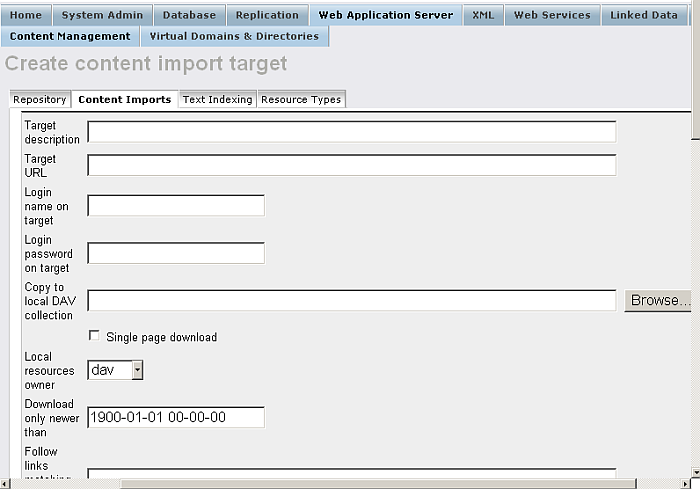 Home System Admin Database Replication Web Application Server XML Web Services Linked Data
Content Management Virtual Domains & Directories
Create content import target
Repository Content Imports Text Indexing Resource Types
Target
description
Target
URL
Login
name on
target
Login
password
on target
Copy to
local DAV
collection
Browse...
Single page download
Local
resources
owner
dav
Download
only newer
than
1900-01-01 00-00-00
Follow
links
matching